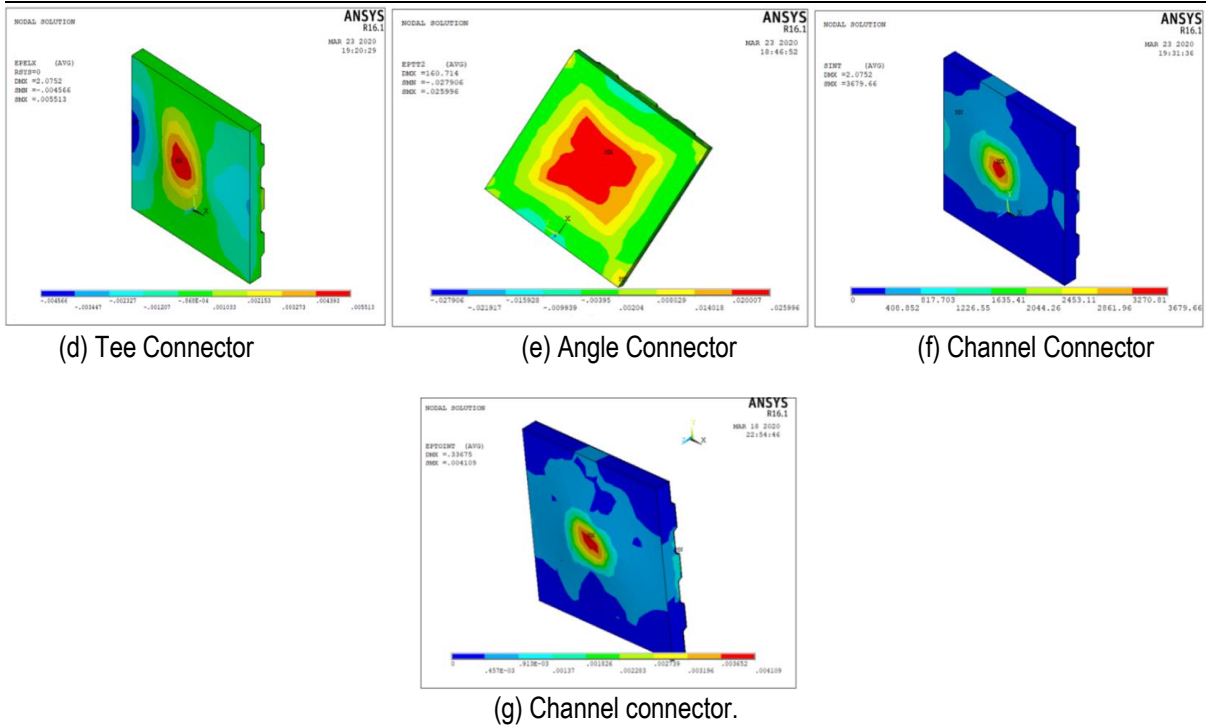 NODAL SOLUTION
ANSYS
R16.1
MAR 23 2020
19:20:29
EPELX (AVG)
RSYS=0
DMX =2.0752
SMN =-.004566
SMX =.005513
-.004566 -.002327 -.868E-04 .002153 .004393
-.003447 -.001207 .001033 .003273 .005513
(d) Tee Connector
NODAL SOLUTION
ANSYS
R16.1
MAR 23 2020
18:46:52
EPTT2 (AVG)
DMX =160.714
SMN =-.027906
SMX =.025996
MX
X
-.027906 -.015928 -.00395 .008029 .020007
-.021917 -.009939 .00204 .014018 .025996
(e) Angle Connector
NODAL SOLUTION
ANSYS
R16.1
MAR 23 2020
19:31:36
SINT (AVG)
DMX =2.0752
SMX =3679.66
MX
X
0 817.703 1635.41 2453.11 3270.81
408.852 1226.55 2044.26 2861.96 3679.66
(f) Channel Connector
NODAL SOLUTION
ANSYS
R16.1
MAR 18 2020
22:54:46
EPTOINT (AVG)
DMX =.33675
SMX =.004109
Y
X
0 .913E-03 .001826 .002739 .003652
.457E-03 .00137 .002283 .003196 .004109
(g) Channel connector.